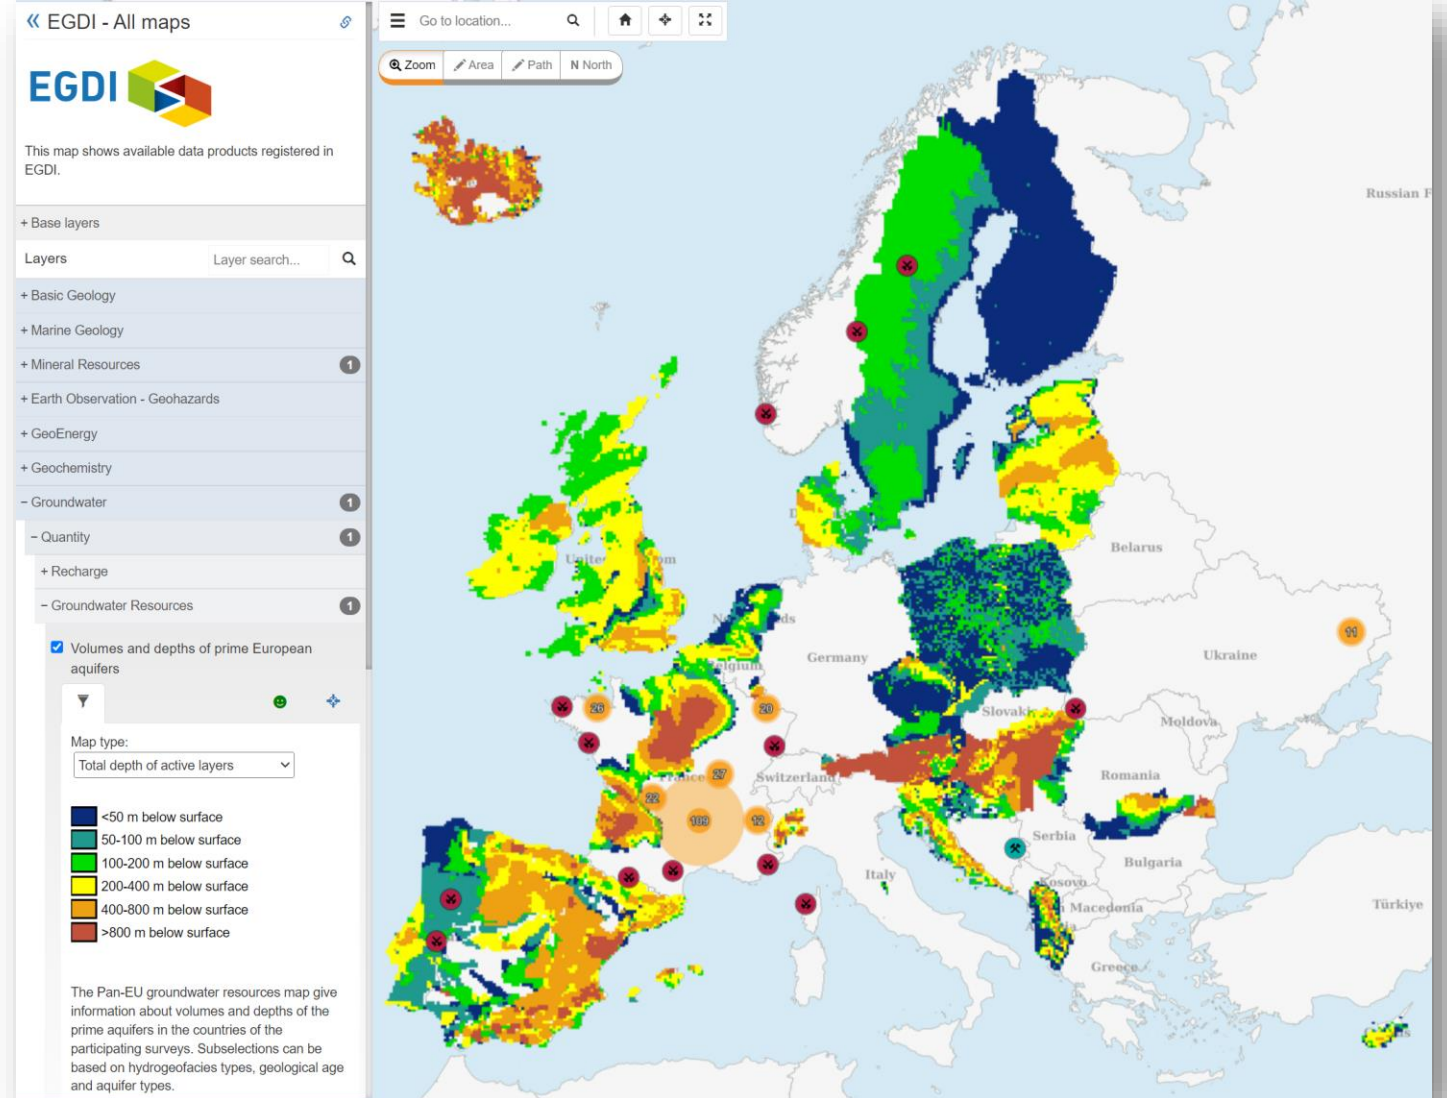 « EGDI - All maps
EGDI
This map shows available data products registered in
EGDI.
+ Base layers
Layers
Layer search...
+ Basic Geology
+ Marine Geology
+ Mineral Resources 1
+ Earth Observation - Geohazards
+ GeoEnergy
+ Geochemistry
− Groundwater 1
− Quantity 1
+ Recharge
− Groundwater Resources 1
Volumes and depths of prime European
aquifers
Map type:
Total depth of active layers
<50 m below surface
50-100 m below surface
100-200 m below surface
200-400 m below surface
400-800 m below surface
>800 m below surface
The Pan-EU groundwater resources map give
information about volumes and depths of the
prime aquifers in the countries of the
participating surveys. Subselections can be
based on hydrogeofacies types, geological age
and aquifer types.
Go to location...
Zoom
Area
Path
N North
Russian F
Belarus
Germany
Ukraine
11
26
20
Moldova
27
Switzerland
Romania
22
109
12
Serbia
Bulgaria
Italy
Kosovo
Macedonia
Türkiye
Greece